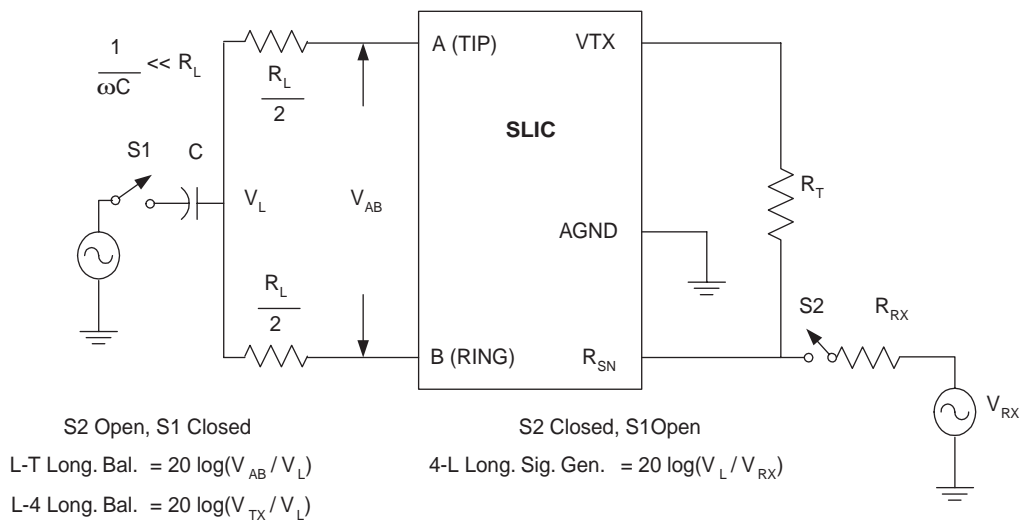 1
ωC
<< R_L
S1
C
V_L
R_L
2
R_L
2
V_AB
A (TIP)
B (RING)
SLIC
VTX
AGND
R_SN
R_T
S2
R_RX
V_RX
S2 Open, S1 Closed
L-T Long. Bal. = 20 log(V_AB / V_L)
L-4 Long. Bal. = 20 log(V_TX / V_L)
S2 Closed, S1Open
4-L Long. Sig. Gen. = 20 log(V_L / V_RX)